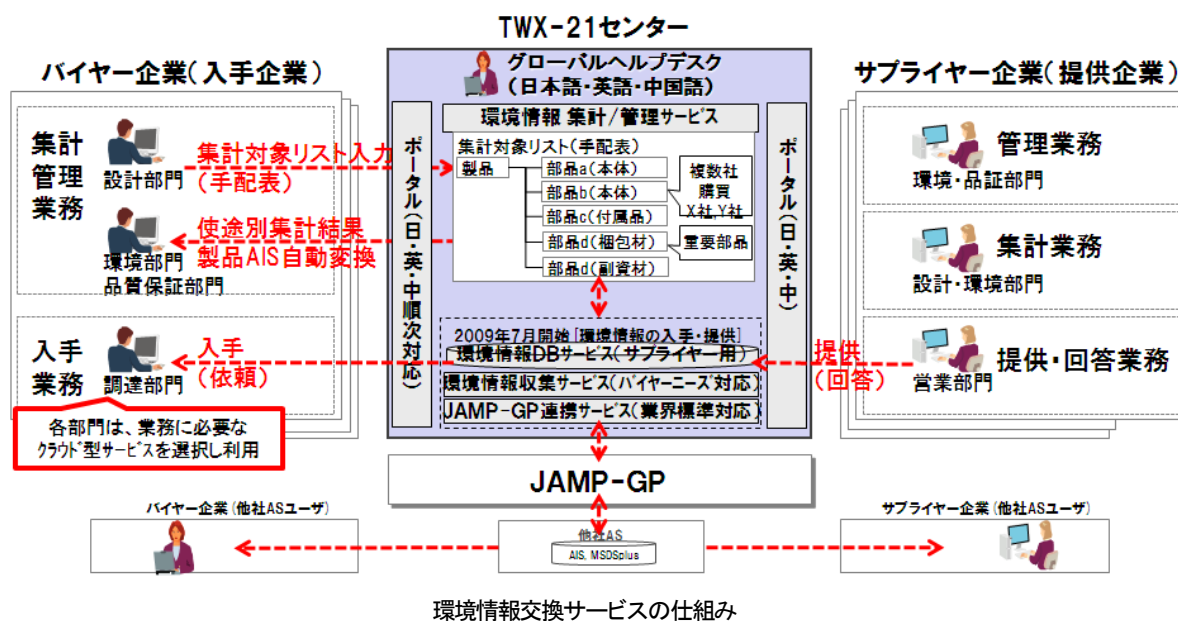 TWX-21センター
バイヤー企業(入手企業)
集計
管理
業務
設計部門
集計対象リスト入力
(手配表)
環境部門
品質保証部門
使途別集計結果
製品AIS自動変換
入手
業務
調達部門
入手
(依頼)
各部門は、業務に必要な
クラウド型サービスを選択し利用
グローバルヘルプデスク
(日本語・英語・中国語)
ポータル(日・英・中順次対応)
環境情報 集計/管理サービス
集計対象リスト(手配表)
製品
部品a(本体)
部品b(本体)
部品c(付属品)
部品d(梱包材)
部品d(副資材)
複数社
購買
X社,Y社
重要部品
2009年7月開始[環境情報の入手・提供]
環境情報DBサービス(サプライヤー用)
環境情報収集サービス(バイヤーニーズ対応)
JAMP-GP連携サービス(業界標準対応)
ポータル(日・英・中)
サプライヤー企業(提供企業)
管理業務
環境・品証部門
集計業務
設計・環境部門
提供・回答業務
営業部門
提供
(回答)
JAMP-GP
バイヤー企業(他社ASユーザ)
他社AS
AIS, MSDSplus
サプライヤー企業(他社ASユーザ)
環境情報交換サービスの仕組み